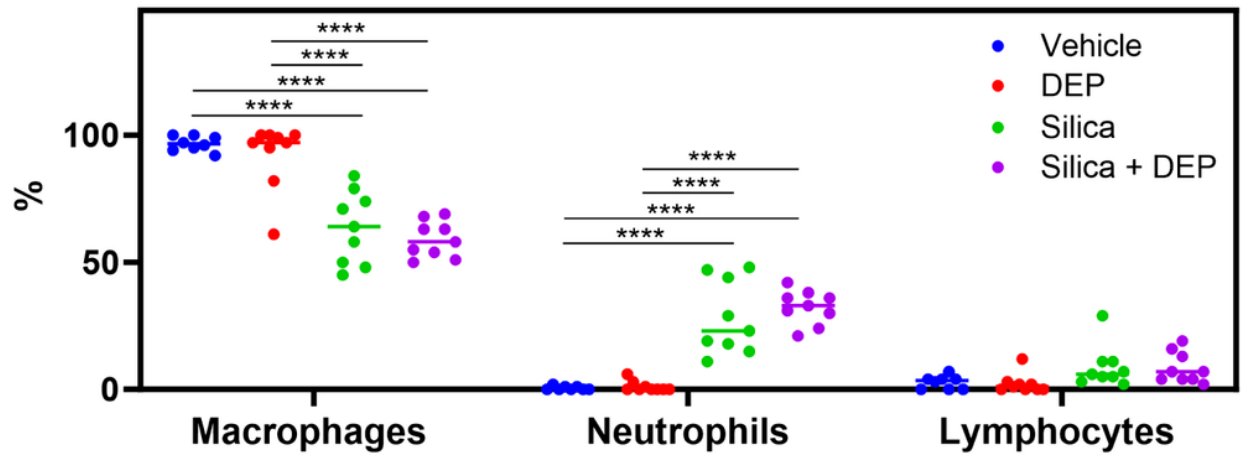 ****
****
****
****
****
****
****
****
Vehicle
DEP
Silica
Silica + DEP
%
100
50
0
Macrophages
Neutrophils
Lymphocytes